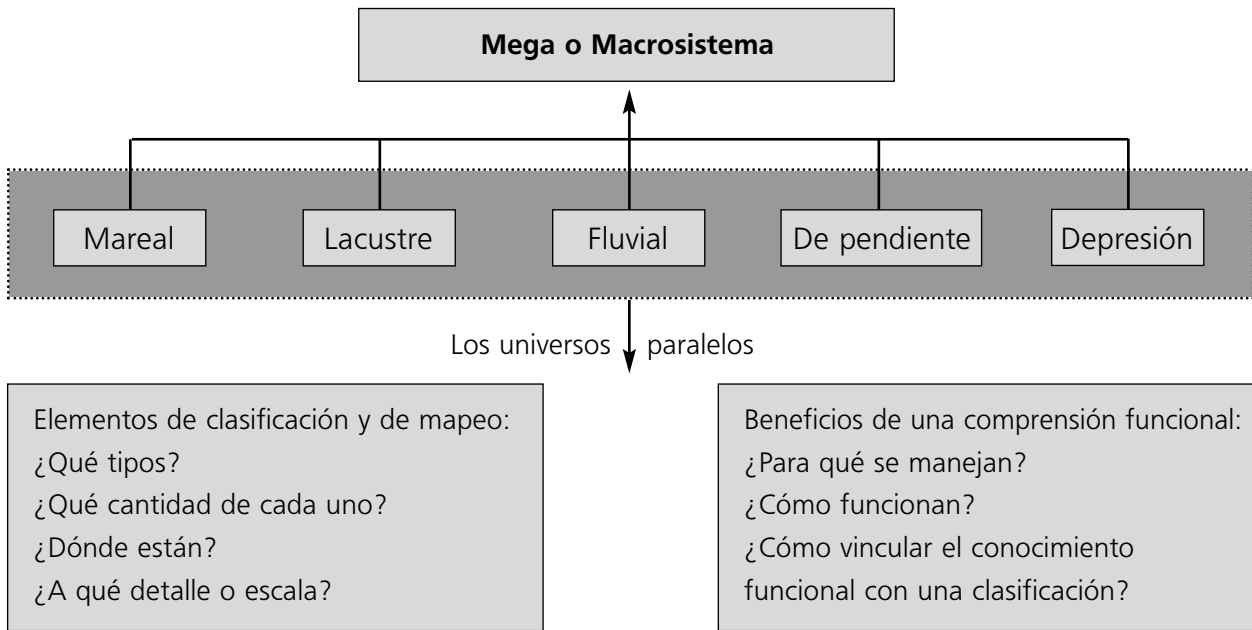 Mega o Macrosistema
Mareal
Lacustre
Fluvial
De pendiente
Depresión
Los universos paralelos
Elementos de clasificación y de mapeo:
¿Qué tipos?
¿Qué cantidad de cada uno?
¿Dónde están?
¿A qué detalle o escala?
Beneficios de una comprensión funcional:
¿Para qué se manejan?
¿Cómo funcionan?
¿Cómo vincular el conocimiento
funcional con una clasificación?